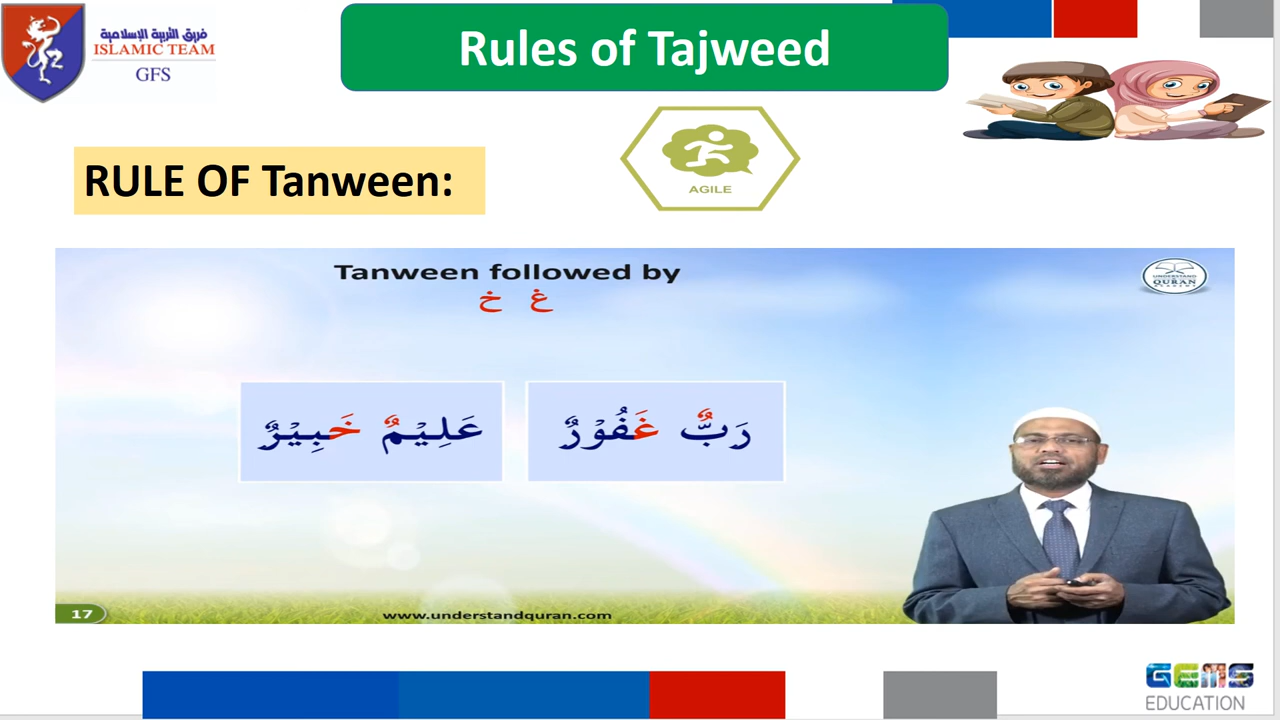 فريق التربية الإسلامية
ISLAMIC TEAM
GFS
Rules of Tajweed
AGILE
RULE OF Tanween:
Tanween followed by
غ خ
UNDERSTAND
QURAN
ACADEMY
رَبٌّ غَفُوْرٌ
عَلِيْمٌ خَبِيْرٌ
17
www.understandquran.com
GEMS
EDUCATION